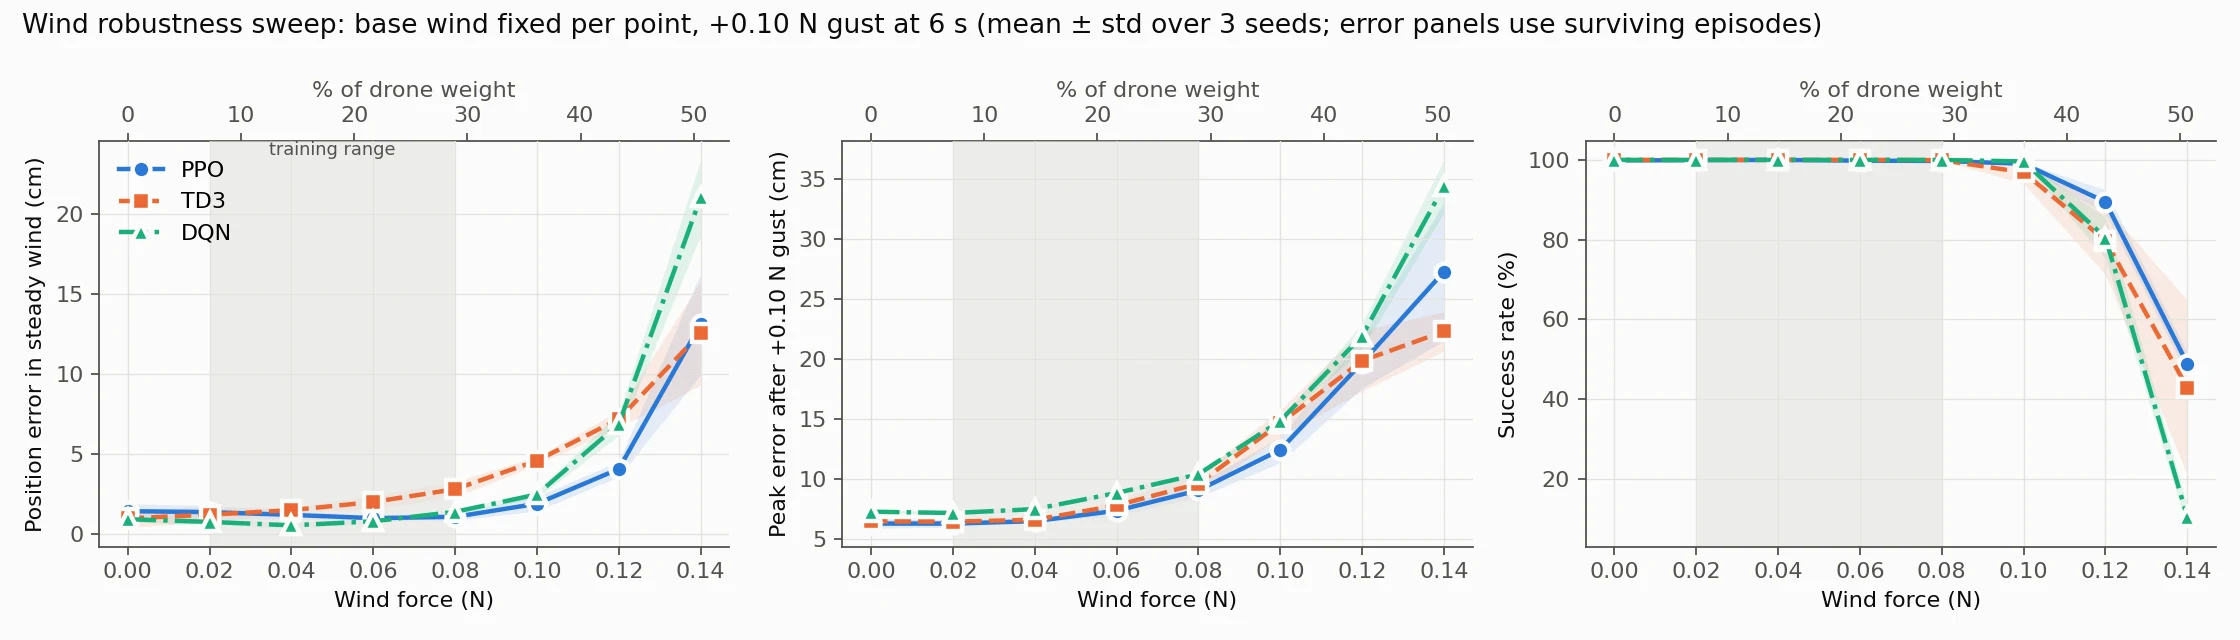 Wind robustness sweep: base wind fixed per point, +0.10 N gust at 6 s (mean ± std over 3 seeds; error panels use surviving episodes)
% of drone weight
0 10 20 30 40 50
training range
PPO
TD3
DQN
Position error in steady wind (cm)
20
15
10
5
0
0.00 0.02 0.04 0.06 0.08 0.10 0.12 0.14
Wind force (N)
% of drone weight
0 10 20 30 40 50
Peak error after +0.10 N gust (cm)
35
30
25
20
15
10
5
0.00 0.02 0.04 0.06 0.08 0.10 0.12 0.14
Wind force (N)
% of drone weight
0 10 20 30 40 50
Success rate (%)
100
80
60
40
20
0.00 0.02 0.04 0.06 0.08 0.10 0.12 0.14
Wind force (N)